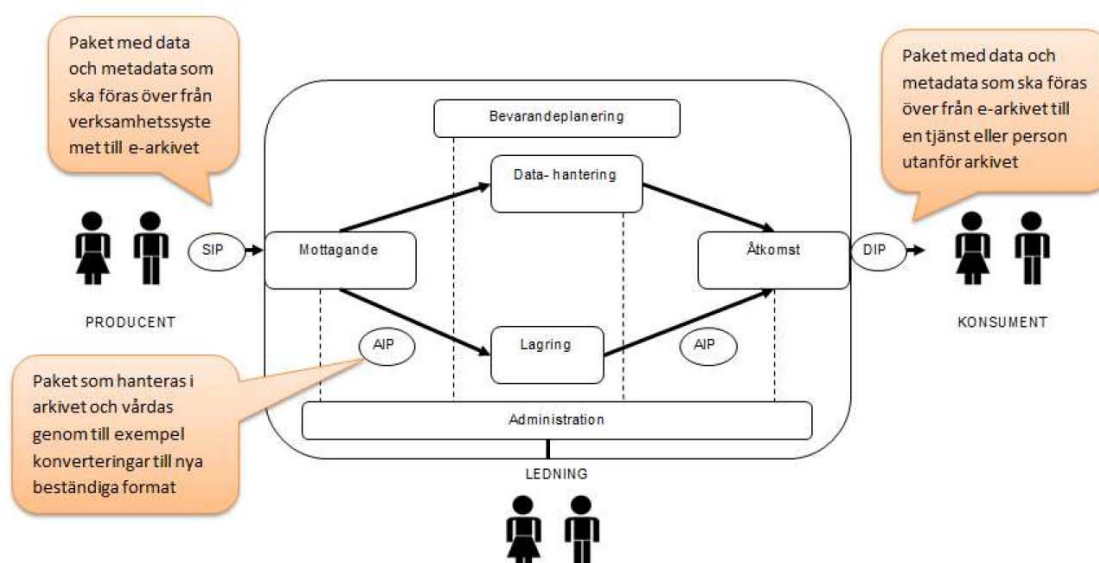 Paket med data
och metadata som
ska föras över från
verksamhetssyste
met till e-arkivet
Paket med data och
metadata som ska föras
över från e-arkivet till
en tjänst eller person
utanför arkivet
Bevarandeplanering
Data- hantering
SIP
Mottagande
Åtkomst
DIP
PRODUCENT
KONSUMENT
AIP
Lagring
AIP
Paket som hanteras i
arkivet och vårdas
genom till exempel
konverteringar till nya
beständiga format
Administration
LEDNING